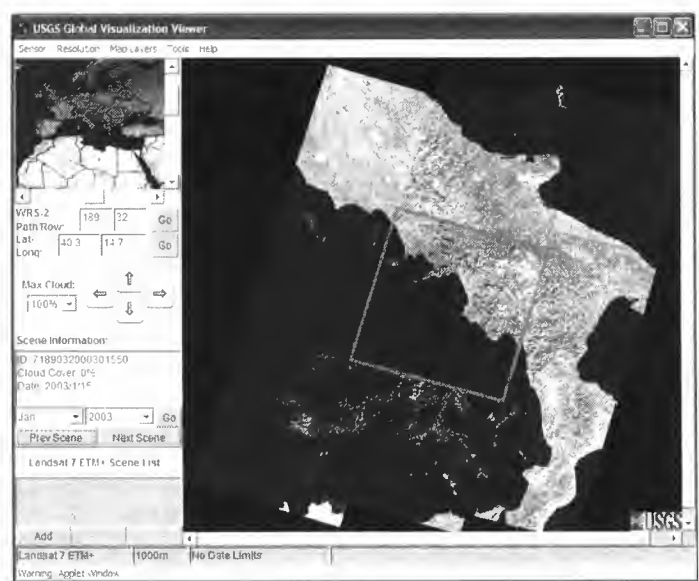 USGS Global Visualization Viewer
Sensor Resolution Map Layers Tools Help
WRS-2
Path/Row: 189 32 Go
Lat-
Long: 40.3 14.7 Go
Max Cloud:
100%
Scene Information:
ID: 7189032000301550
Cloud Cover: 0%
Date: 2003/1/15
Jan 2003 Go
Prev Scene Next Scene
Landsat 7 ETM+ Scene List
Add
USGS
Landsat 7 ETM+ 1000m No Date Limits
Warning: Applet Window